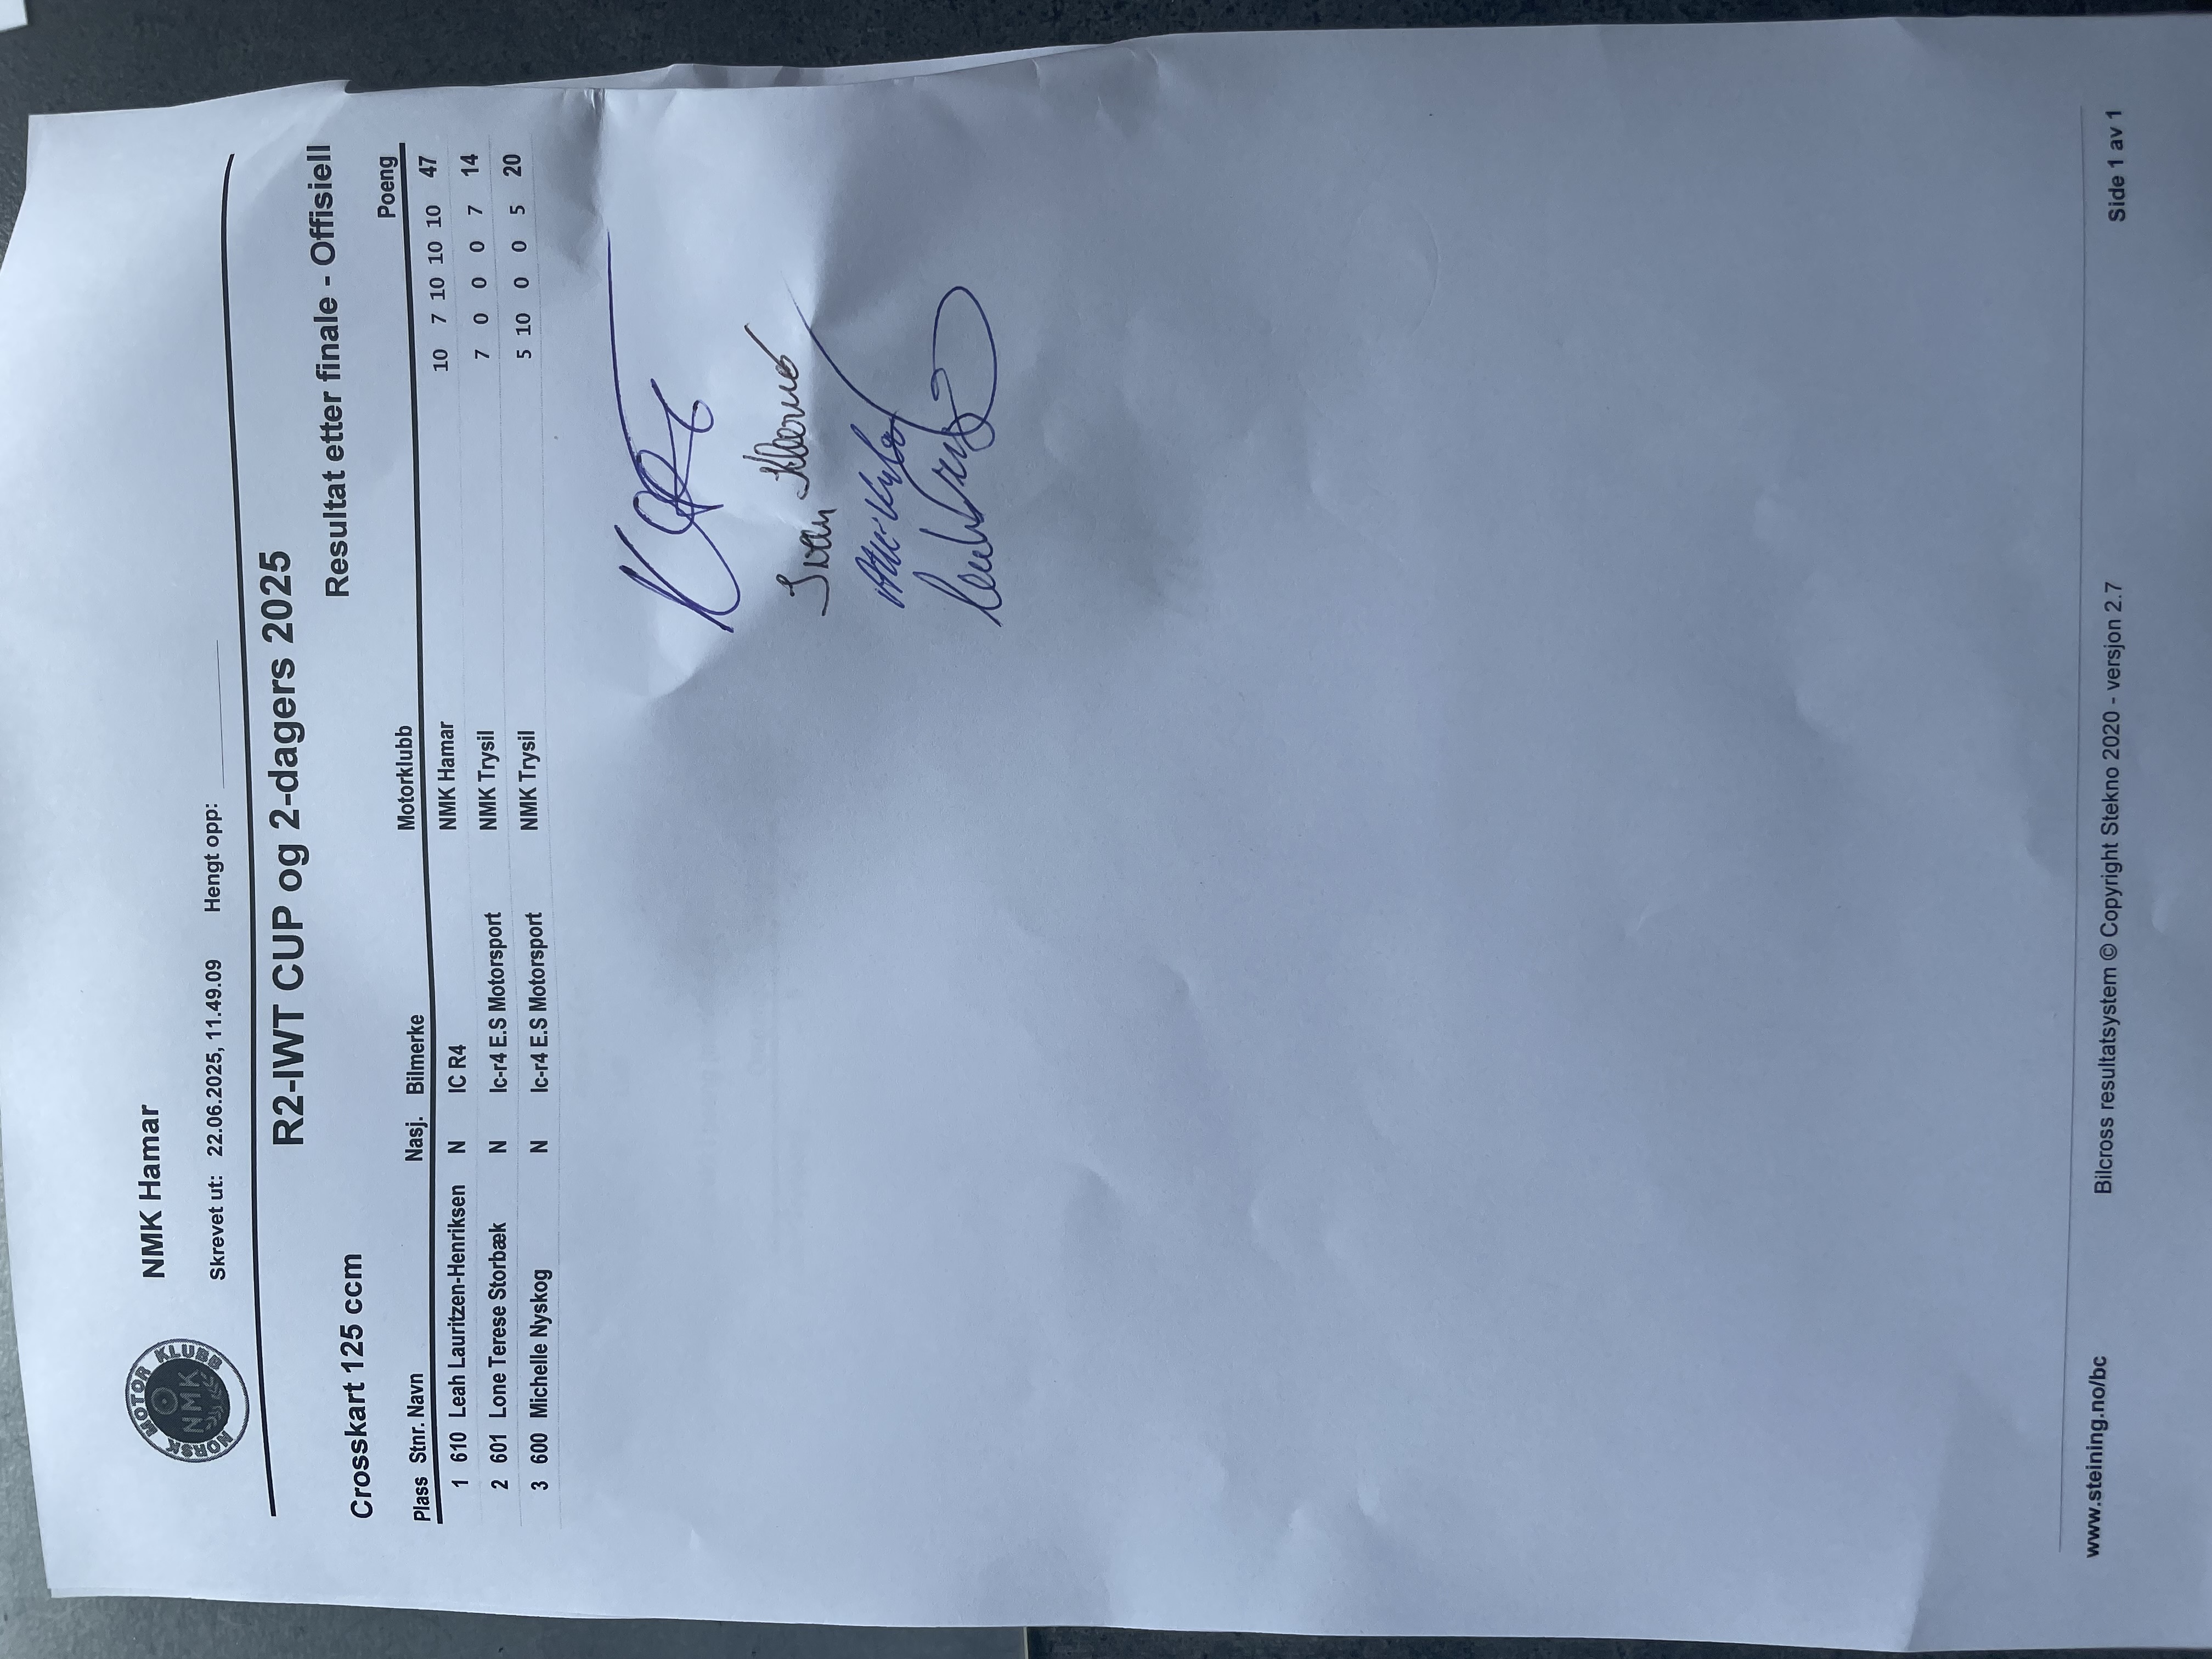 NORSK MOTOR KLUBB
NMK
NMK Hamar
Skrevet ut: 22.06.2025, 11.49.09 Hengt opp:
R2-IWT CUP og 2-dagers 2025
Crosskart 125 ccm
Resultat etter finale - Offisiell
Plass Stnr. Navn Nasj. Bilmerke Motorklubb Poeng
1 610 Leah Lauritzen-Henriksen N IC R4 NMK Hamar 10 7 10 10 10 47
2 601 Lone Terese Storbæk N Ic-r4 E.S Motorsport NMK Trysil 7 0 0 0 7 14
3 600 Michelle Nyskog N Ic-r4 E.S Motorsport NMK Trysil 5 10 0 0 5 20
www.steining.no/bc Bilcross resultatsystem © Copyright Stekno 2020 - versjon 2.7 Side 1 av 1